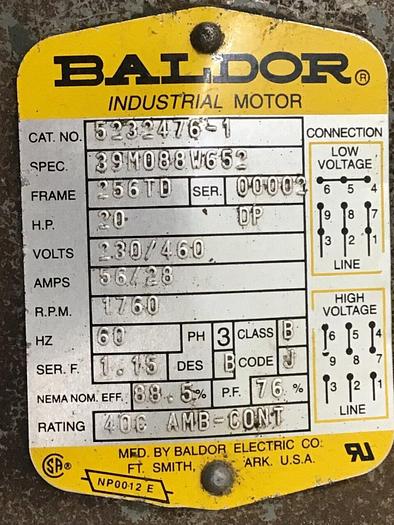 BALDOR ®
INDUSTRIAL MOTOR
CAT. NO. 5232476-1
SPEC. 39M088W652
FRAME 256TD SER. 00002
H.P. 20 DP
VOLTS 230/460
AMPS 56/28
R.P.M. 1760
HZ 60 PH 3 CLASS B
SER. F. 1.15 DES B CODE J
NEMA NOM. EFF. 88.5% P.F. 76%
RATING 40C AMB-CONT
CONNECTION
LOW
VOLTAGE
6 5 4
9 8 7
3 2 1
LINE
HIGH
VOLTAGE
6 5 4
9 8 7
3 2 1
LINE
MFD. BY BALDOR ELECTRIC CO.
FT. SMITH, ARK. U.S.A.
NP0012 E